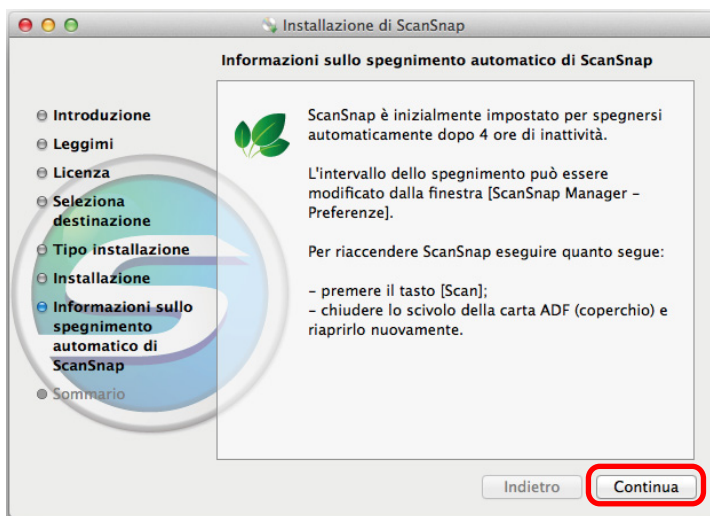 Installazione di ScanSnap
Informazioni sullo spegnimento automatico di ScanSnap
Introduzione
Leggimi
Licenza
Seleziona
destinazione
Tipo installazione
Installazione
Informazioni sullo
spegnimento
automatico di
ScanSnap
Sommario
ScanSnap è inizialmente impostato per spegnersi
automaticamente dopo 4 ore di inattività.
L'intervallo dello spegnimento può essere
modificato dalla finestra [ScanSnap Manager –
Preferenze].
Per riaccendere ScanSnap eseguire quanto segue:
– premere il tasto [Scan];
– chiudere lo scivolo della carta ADF (coperchio) e
riaprirlo nuovamente.
Indietro
Continua